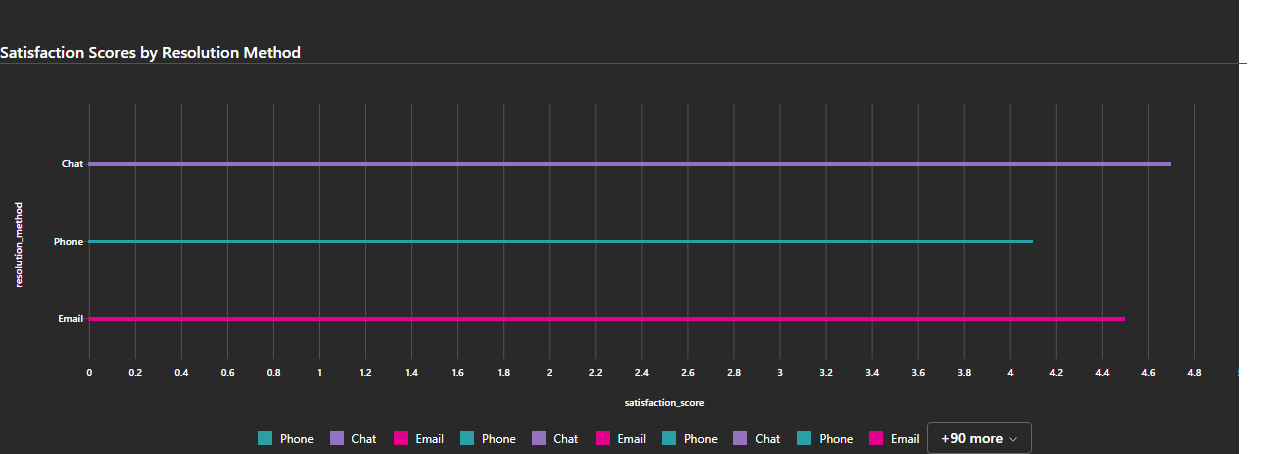 Satisfaction Scores by Resolution Method
resolution_method
Chat
Phone
Email
0 0.2 0.4 0.6 0.8 1 1.2 1.4 1.6 1.8 2 2.2 2.4 2.6 2.8 3 3.2 3.4 3.6 3.8 4 4.2 4.4 4.6 4.8
satisfaction_score
Phone Chat Email Phone Chat Email Phone Chat Phone Email +90 more